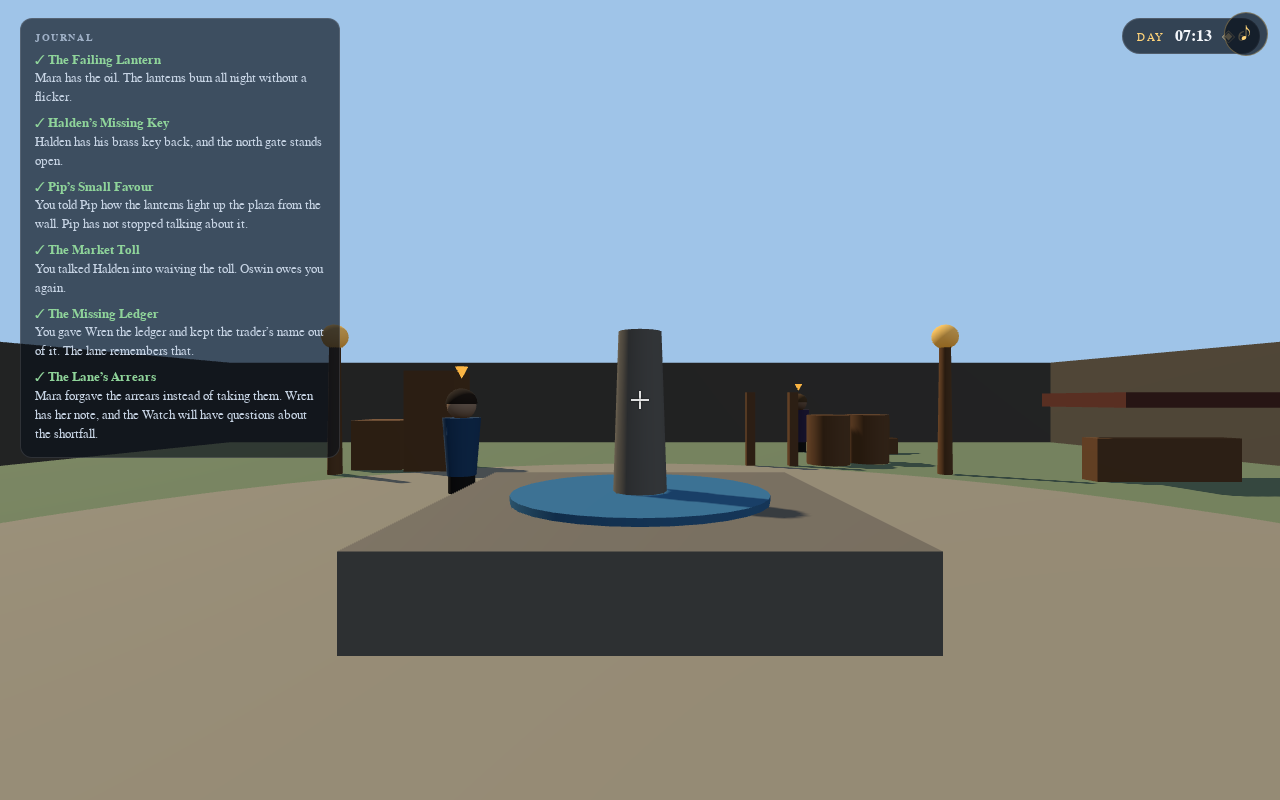 JOURNAL
✓ The Failing Lantern
Mara has the oil. The lanterns burn all night without a
flicker.
✓ Halden's Missing Key
Halden has his brass key back, and the north gate stands
open.
✓ Pip's Small Favour
You told Pip how the lanterns light up the plaza from the
wall. Pip has not stopped talking about it.
✓ The Market Toll
You talked Halden into waiving the toll. Oswin owes you
again.
✓ The Missing Ledger
You gave Wren the ledger and kept the trader's name out
of it. The lane remembers that.
✓ The Lane's Arrears
Mara forgave the arrears instead of taking them. Wren
has her note, and the Watch will have questions about
the shortfall.
DAY 07:13